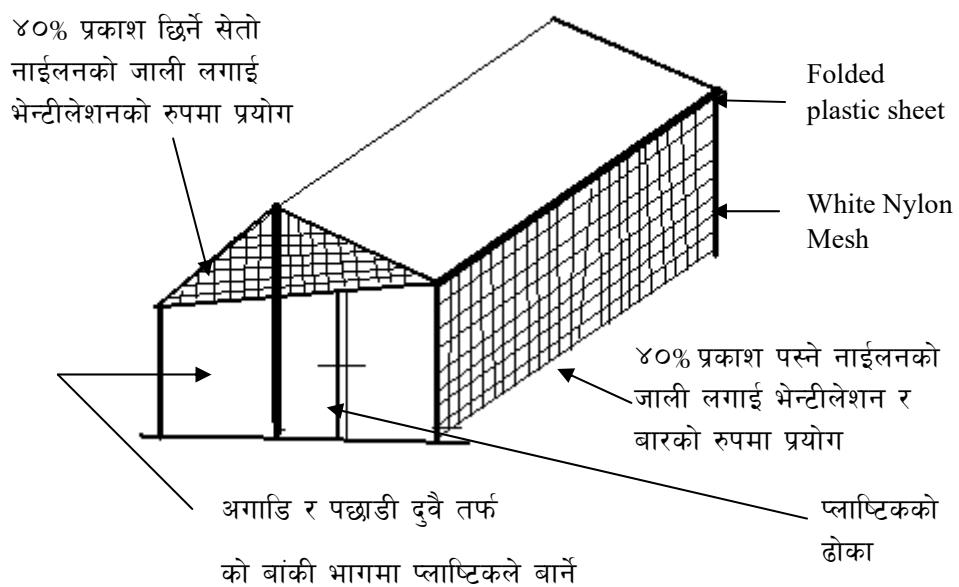 ४०% प्रकाश छिर्ने सेतो
नाईलनको जाली लगाई
भेन्टीलेशनको रुपमा प्रयोग
Folded
plastic sheet
White Nylon
Mesh
४०% प्रकाश पस्ने नाईलनको
जाली लगाई भेन्टीलेशन र
बारको रुपमा प्रयोग
अगाडि र पछाडी दुवै तर्फ
को बांकी भागमा प्लाष्टिकले बार्ने
प्लाष्टिकको
ढोका